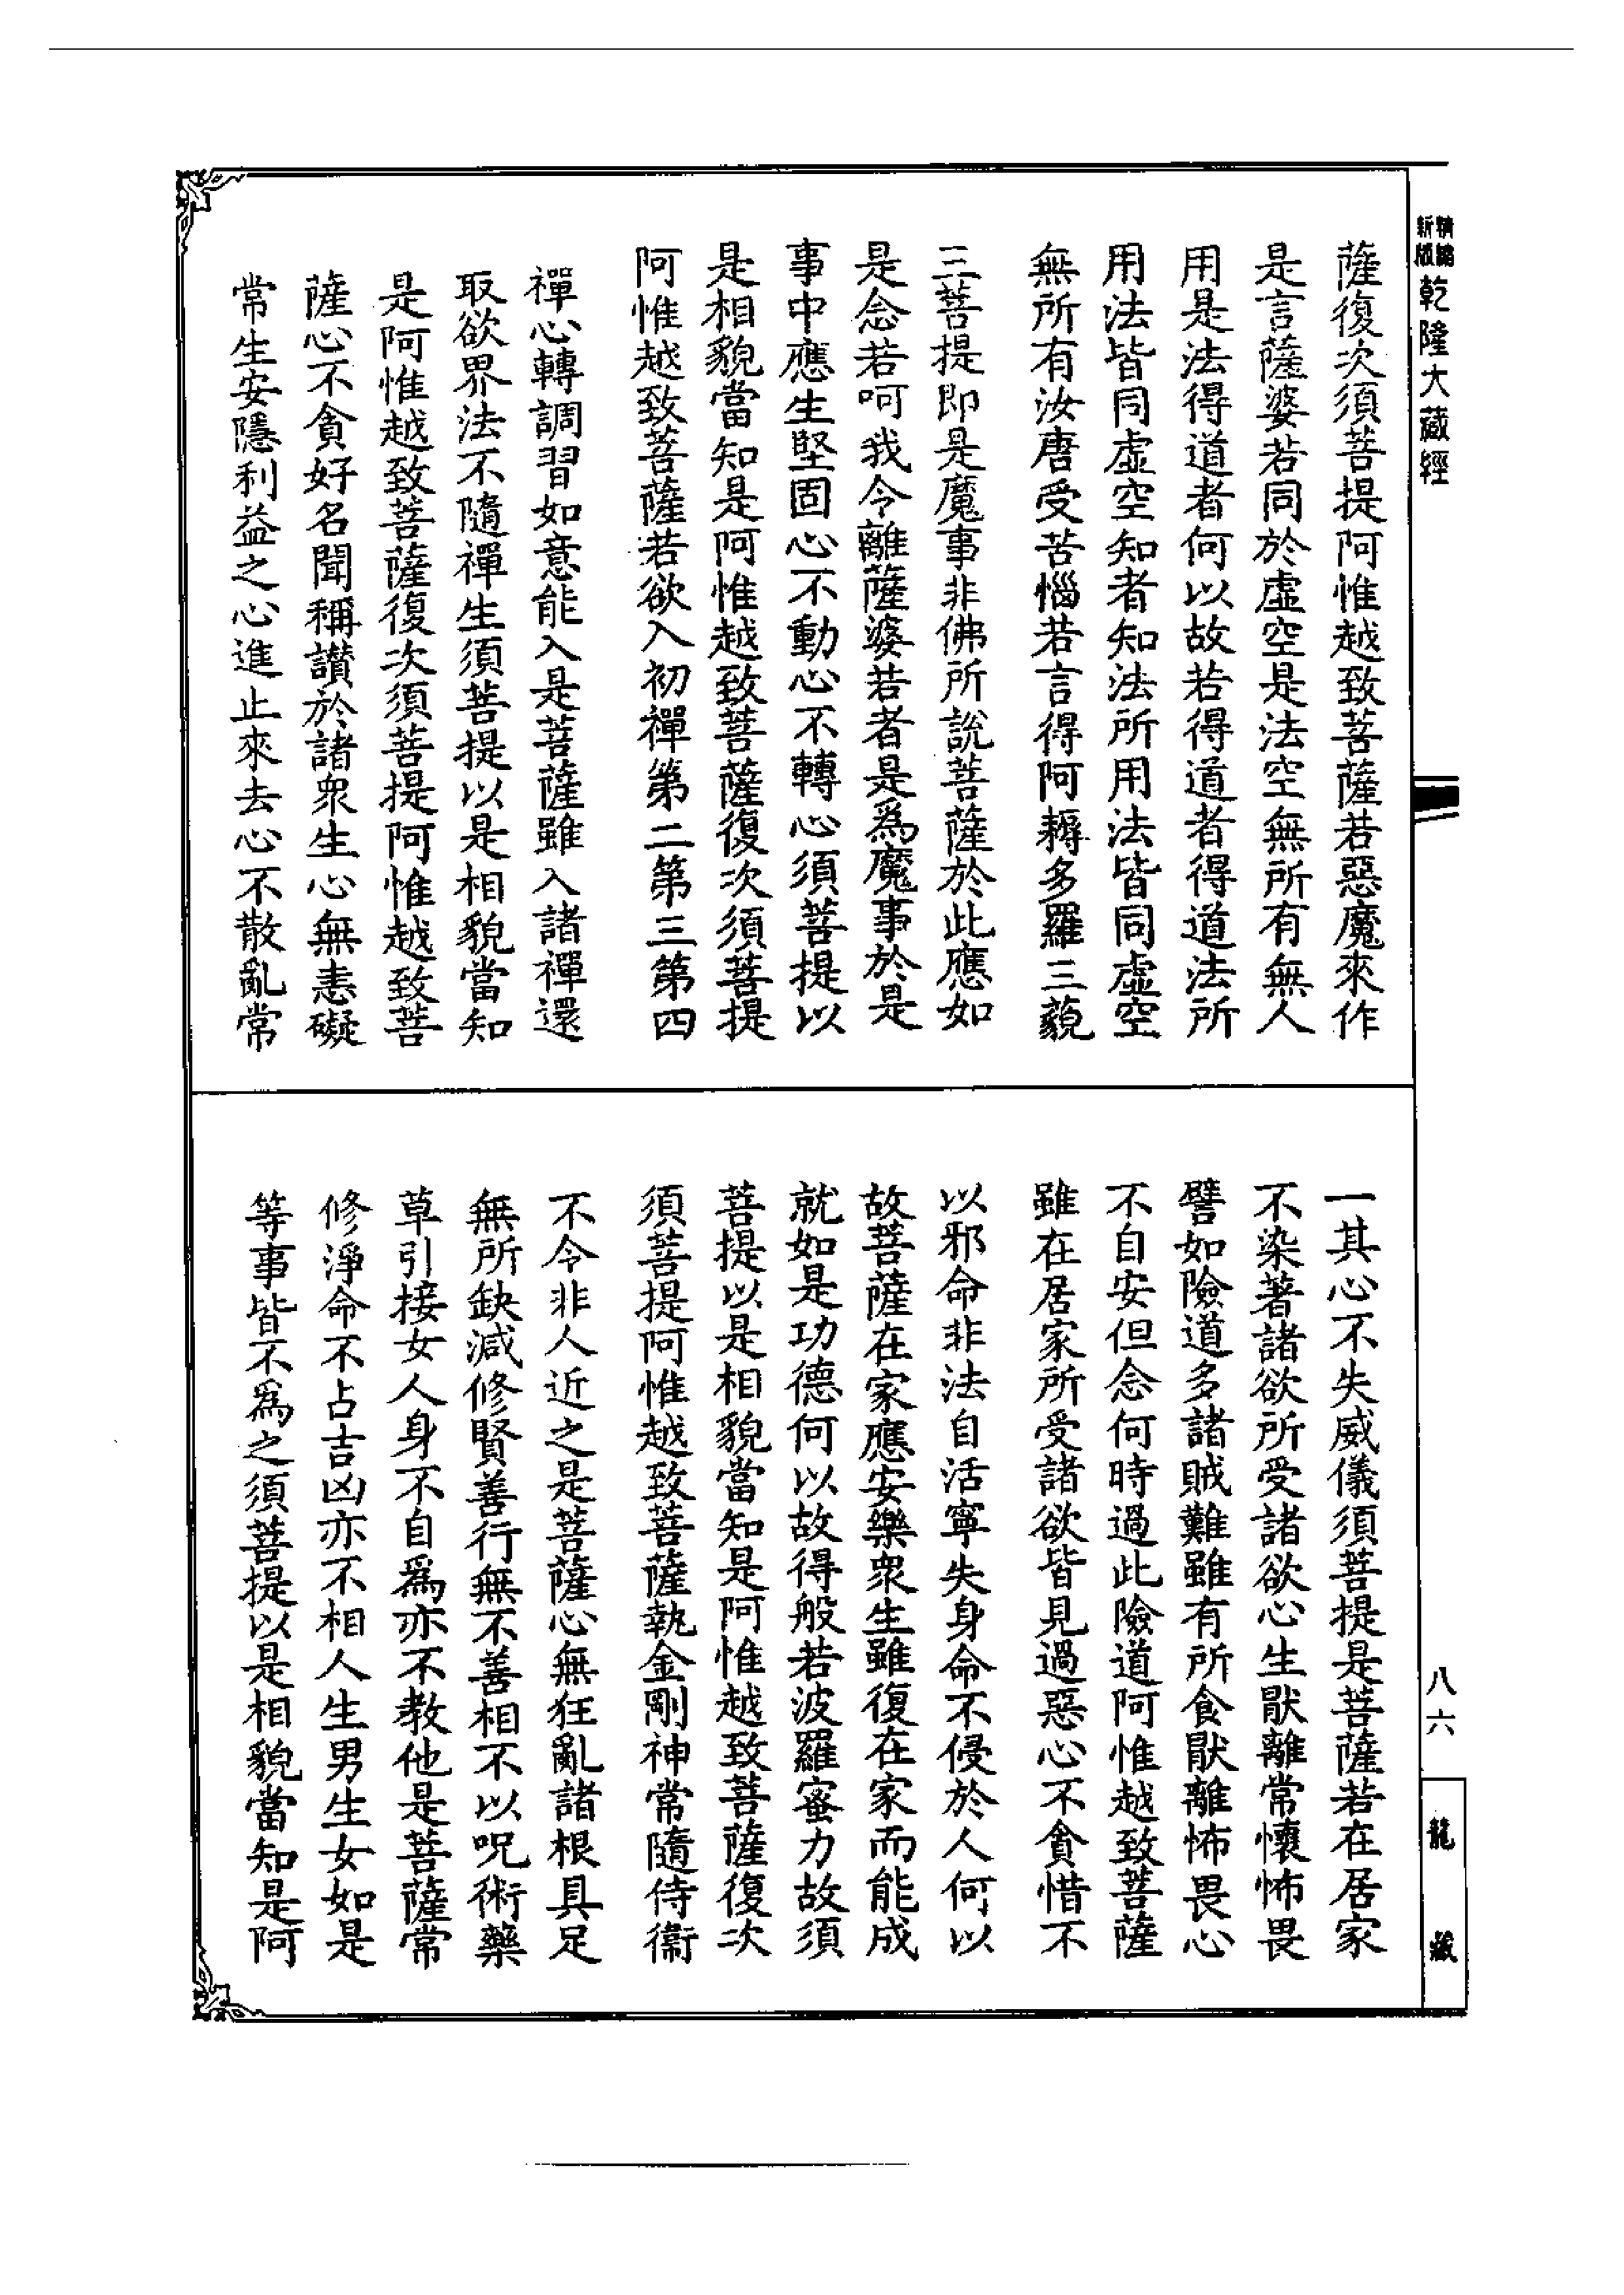 精編新版乾隆大藏經
薩復次須菩提阿惟越致菩薩若惡魔來作
是言薩婆若同於虛空是法空無所有無人
用是法得道者何以故若得道者得道法所
用法皆同虛空知者知法所用法皆同虛空
無所有汝唐受苦惱若言得阿耨多羅三藐
三菩提即是魔事非佛所說菩薩於此應如
是念若呵我令離薩婆若者是為魔事於是
事中應生堅固心不動心不轉心須菩提以
是相貌當知是阿惟越致菩薩復次須菩提
阿惟越致菩薩若欲入初禪第二第三第四
禪心轉調習如意能入是菩薩雖入諸禪還
取欲界法不隨禪生須菩提以是相貌當知
是阿惟越致菩薩復次須菩提阿惟越致菩
薩心不貪好名聞稱讚於諸眾生心無恚礙
常生安隱利益之心進止來去心不散亂常
一其心不失威儀須菩提是菩薩若在居家
不染著諸欲所受諸欲心生厭離常懷怖畏
譬如險道多諸賊難雖有所食厭離怖畏心
不自安但念何時過此險道阿惟越致菩薩
雖在居家所受諸欲皆見過惡心不貪惜不
以邪命非法自活寧失身命不侵於人何以
故菩薩在家應安樂眾生雖復在家而能成
就如是功德何以故得般若波羅蜜力故須
菩提以是相貌當知是阿惟越致菩薩復次
須菩提阿惟越致菩薩執金剛神常隨侍衛
不令非人近之是菩薩心無狂亂諸根具足
無所缺減修賢善行無不善相不以呪術藥
草引接女人身不自為亦不教他是菩薩常
修淨命不占吉凶亦不相人生男生女如是
等事皆不為之須菩提以是相貌當知是阿
八六
龍藏